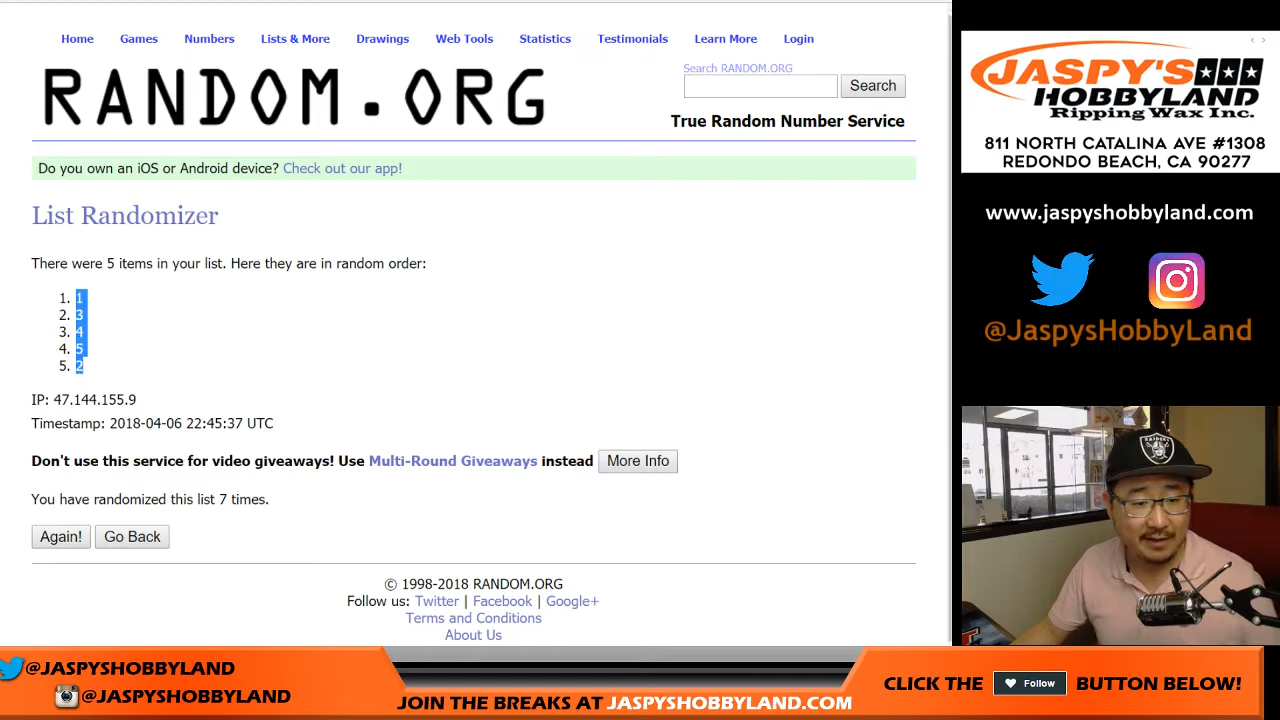 Home Games Numbers Lists & More Drawings Web Tools Statistics Testimonials Learn More Login
RANDOM.ORG
Search RANDOM.ORG
Search
True Random Number Service
Do you own an iOS or Android device? Check out our app!
List Randomizer
There were 5 items in your list. Here they are in random order:
1. 1
2. 3
3. 4
4. 5
5. 2
IP: 47.144.155.9
Timestamp: 2018-04-06 22:45:37 UTC
Don't use this service for video giveaways! Use Multi-Round Giveaways instead More Info
You have randomized this list 7 times.
Again! Go Back
© 1998-2018 RANDOM.ORG
Follow us: Twitter | Facebook | Google+
Terms and Conditions
About Us
JASPY'S
HOBBYLAND
Ripping Wax Inc.
811 NORTH CATALINA AVE #1308
REDONDO BEACH, CA 90277
www.jaspyshobbyland.com
@JaspysHobbyLand
RAIDERS
@JASPYSHOBBYLAND
@JASPYSHOBBYLAND
JOIN THE BREAKS AT JASPYSHOBBYLAND.COM
CLICK THE Follow BUTTON BELOW!